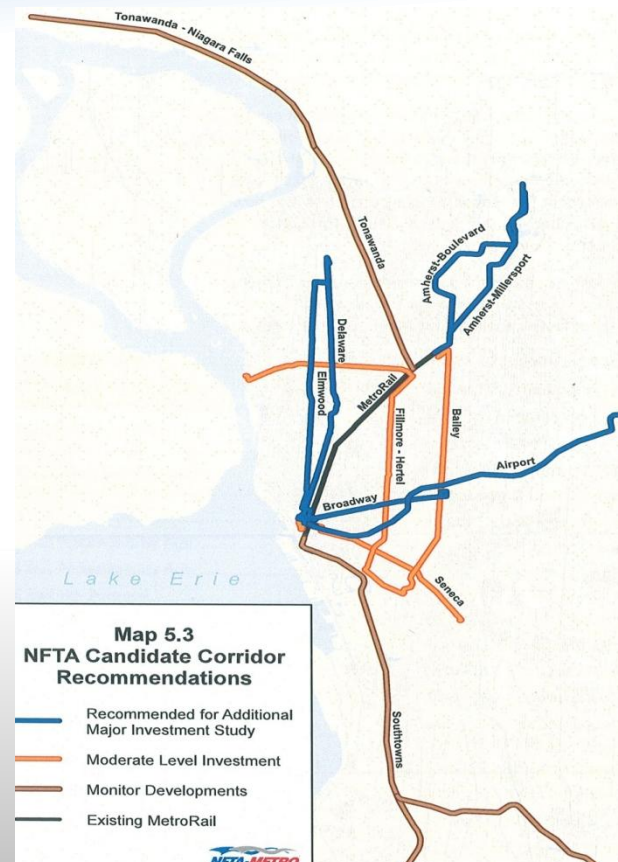 Tonawanda - Niagara Falls
Tonawanda
Amherst-Boulevard
Amherst-Millersport
Delaware
Elmwood
MetroRail
Fillmore - Hertel
Bailey
Airport
Broadway
Seneca
Lake Erie
Southtowns
Map 5.3
NFTA Candidate Corridor
Recommendations
Recommended for Additional
Major Investment Study
Moderate Level Investment
Monitor Developments
Existing MetroRail
NFTA-METRO